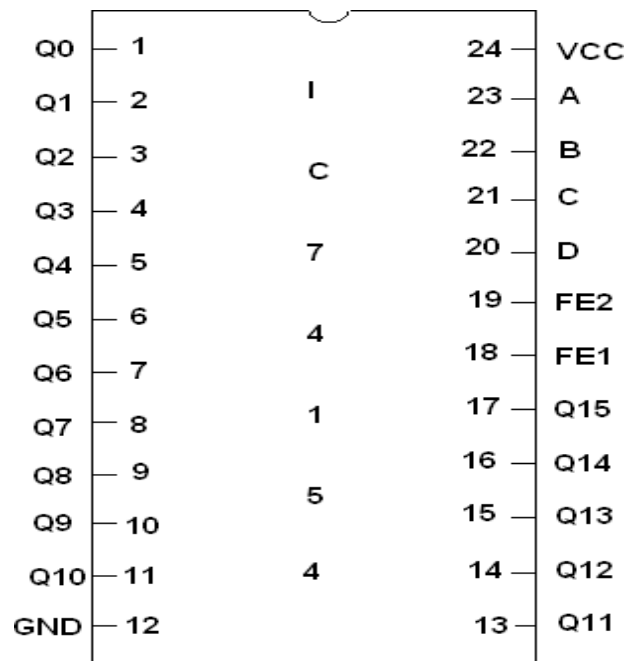 Q0 1 24 VCC
Q1 2 I 23 A
Q2 3 C 22 B
Q3 4 21 C
Q4 5 7 20 D
Q5 6 4 19 FE2
Q6 7 18 FE1
Q7 8 1 17 Q15
Q8 9 5 16 Q14
Q9 10 15 Q13
Q10 11 4 14 Q12
GND 12 13 Q11